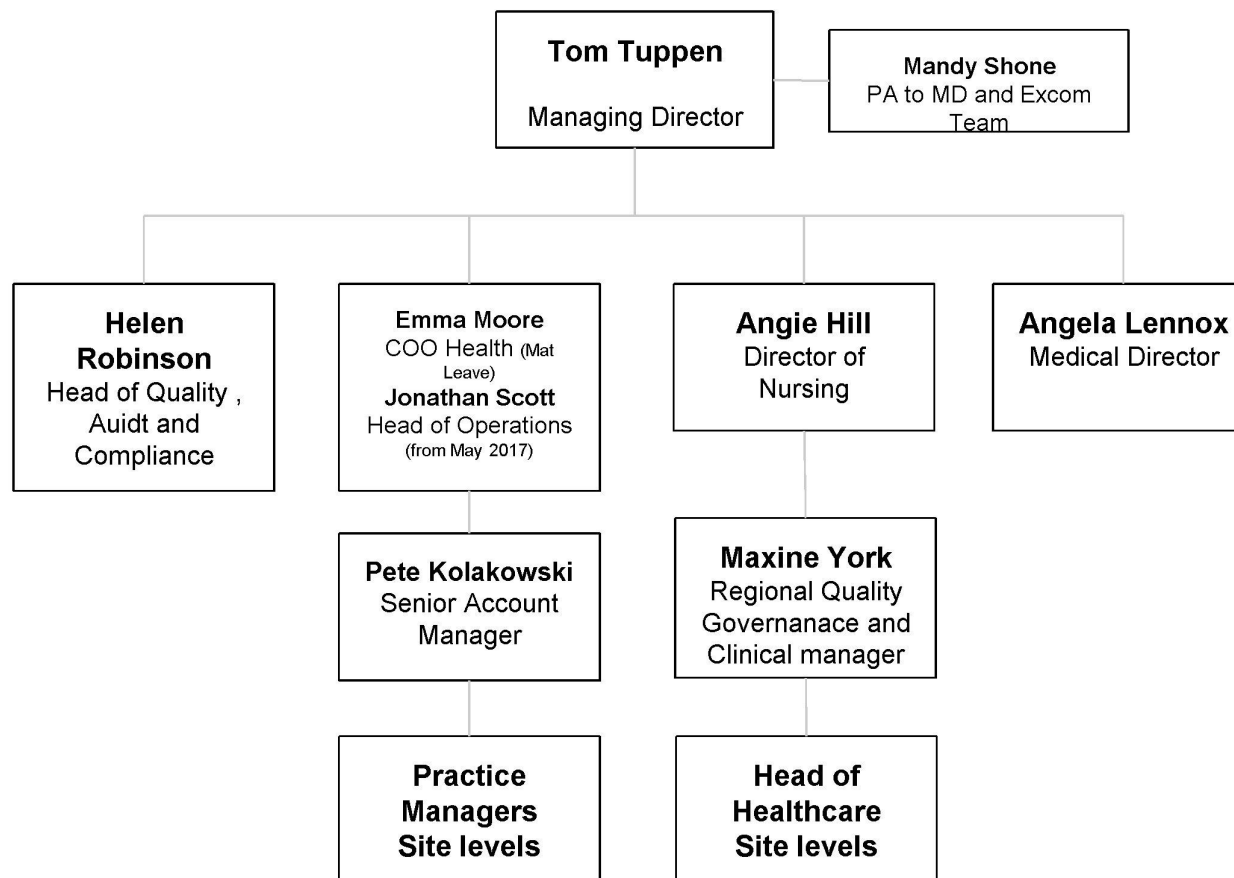 Tom Tuppen
Managing Director
Mandy Shone
PA to MD and Excom
Team
Helen
Robinson
Head of Quality ,
Auidt and
Compliance
Emma Moore
COO Health (Mat
Leave)
Jonathan Scott
Head of Operations
(from May 2017)
Angie Hill
Director of
Nursing
Angela Lennox
Medical Director
Pete Kolakowski
Senior Account
Manager
Maxine York
Regional Quality
Governanace and
Clinical manager
Practice
Managers
Site levels
Head of
Healthcare
Site levels